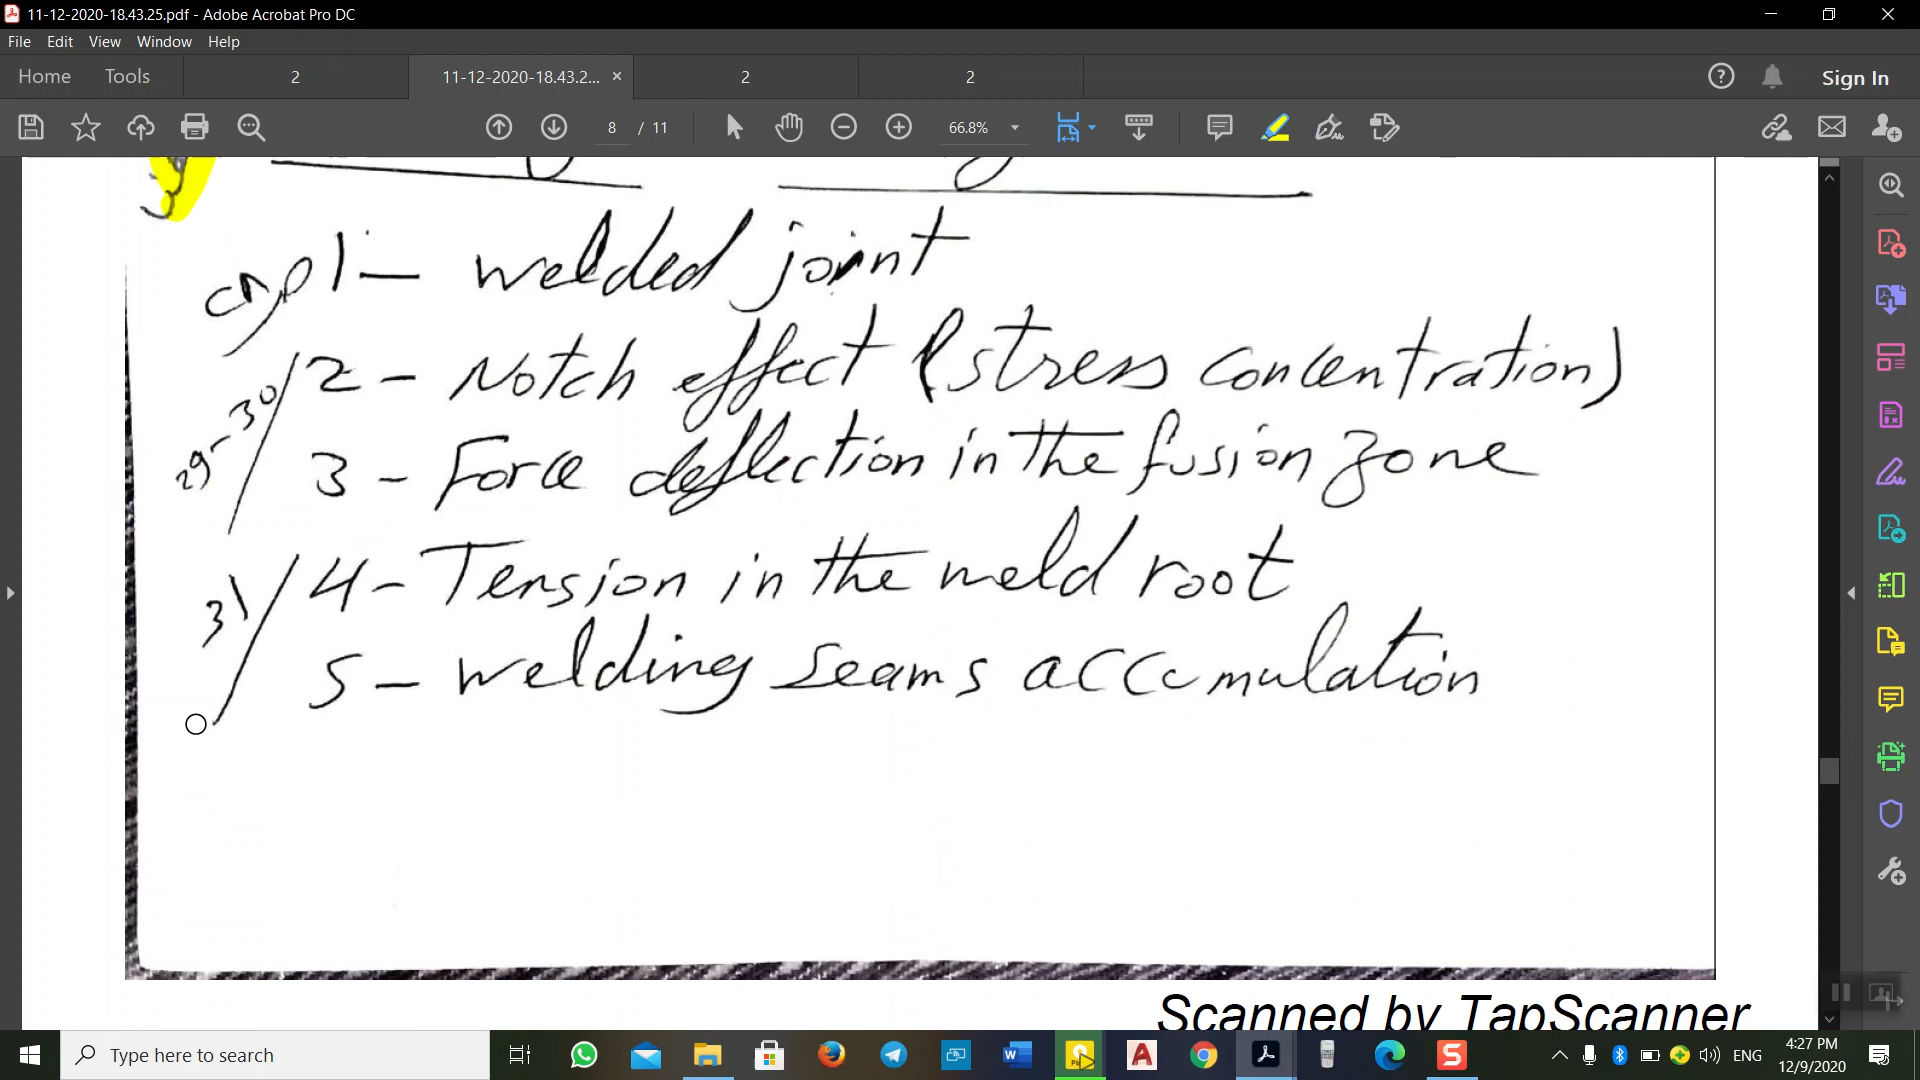 11-12-2020-18.43.25.pdf - Adobe Acrobat Pro DC
File Edit View Window Help
Home Tools 2 11-12-2020-18.43.2... × 2 2 Sign In
8 / 11 66.8%
1- welded joint
29-30/ 2 - Notch effect (stress concentration)
3 - Force deflection in the fusion zone
31/ 4 - Tension in the weld root
5 - welding seams accumulation
Scanned by TapScanner
Type here to search ENG 4:27 PM
12/9/2020